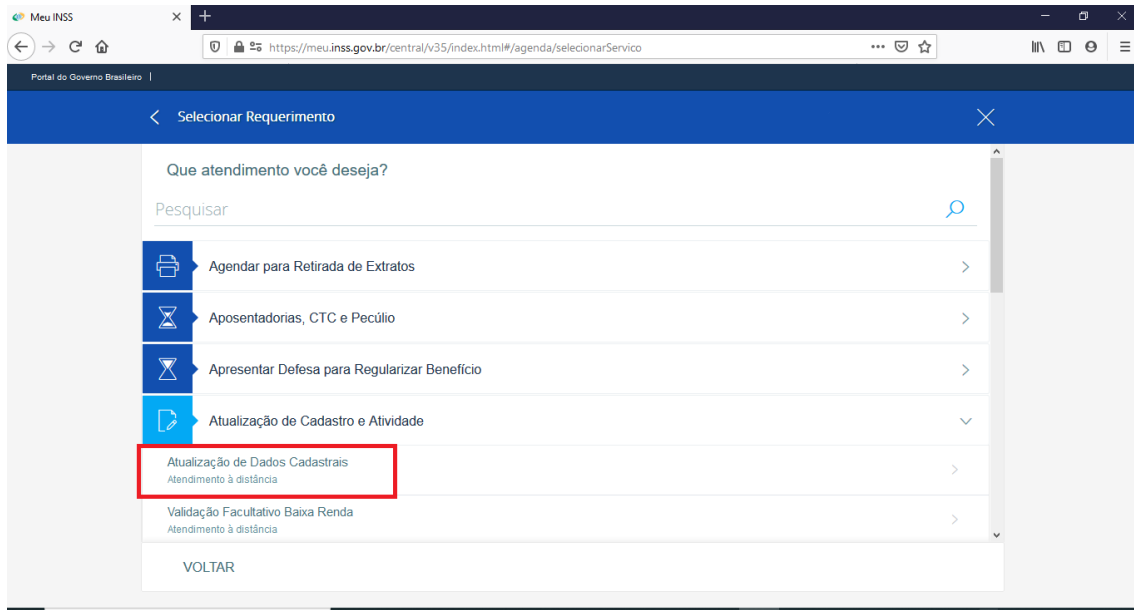 Meu INSS
https://meu.inss.gov.br/central/v35/index.html#/agenda/selecionarServico
Portal do Governo Brasileiro |
Selecionar Requerimento
Que atendimento você deseja?
Pesquisar
Agendar para Retirada de Extratos
Aposentadorias, CTC e Pecúlio
Apresentar Defesa para Regularizar Benefício
Atualização de Cadastro e Atividade
Atualização de Dados Cadastrais
Atendimento à distância
Validação Facultativo Baixa Renda
Atendimento à distância
VOLTAR